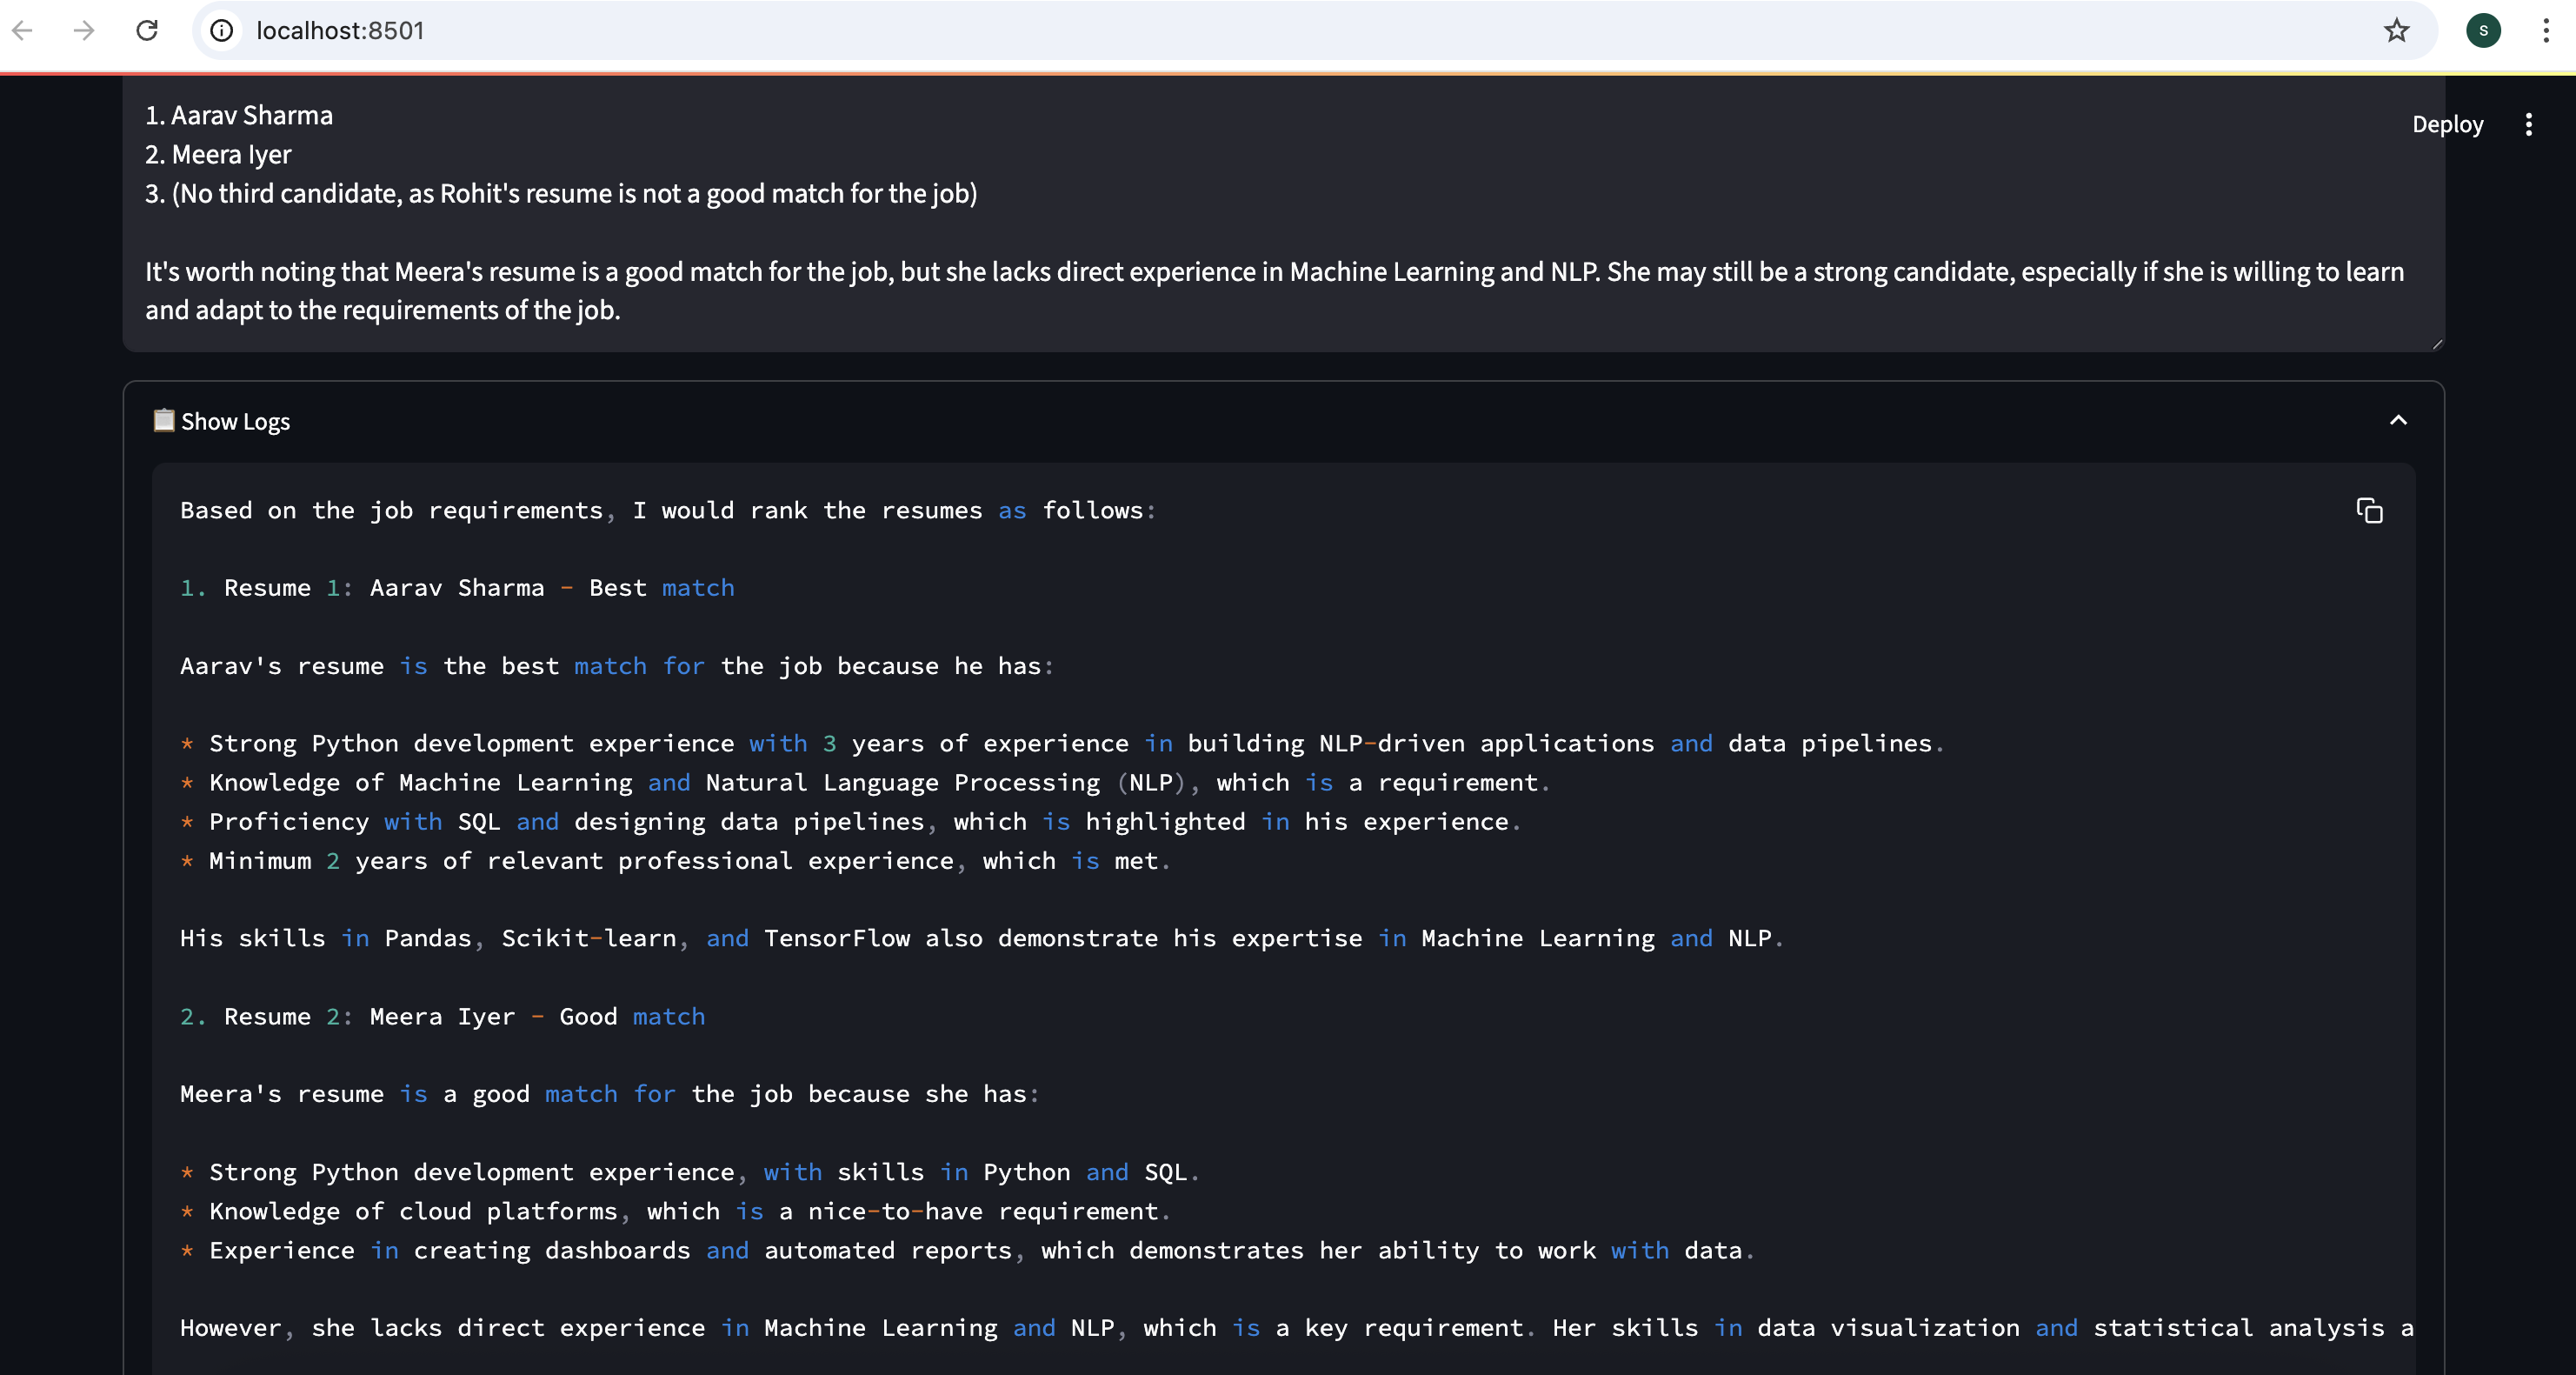 localhost:8501
S
Deploy
1. Aarav Sharma
2. Meera Iyer
3. (No third candidate, as Rohit's resume is not a good match for the job)
It's worth noting that Meera's resume is a good match for the job, but she lacks direct experience in Machine Learning and NLP. She may still be a strong candidate, especially if she is willing to learn
and adapt to the requirements of the job.
📋 Show Logs
Based on the job requirements, I would rank the resumes as follows:
1. Resume 1: Aarav Sharma - Best match
Aarav's resume is the best match for the job because he has:
* Strong Python development experience with 3 years of experience in building NLP-driven applications and data pipelines.
* Knowledge of Machine Learning and Natural Language Processing (NLP), which is a requirement.
* Proficiency with SQL and designing data pipelines, which is highlighted in his experience.
* Minimum 2 years of relevant professional experience, which is met.
His skills in Pandas, Scikit-learn, and TensorFlow also demonstrate his expertise in Machine Learning and NLP.
2. Resume 2: Meera Iyer - Good match
Meera's resume is a good match for the job because she has:
* Strong Python development experience, with skills in Python and SQL.
* Knowledge of cloud platforms, which is a nice-to-have requirement.
* Experience in creating dashboards and automated reports, which demonstrates her ability to work with data.
However, she lacks direct experience in Machine Learning and NLP, which is a key requirement. Her skills in data visualization and statistical analysis a